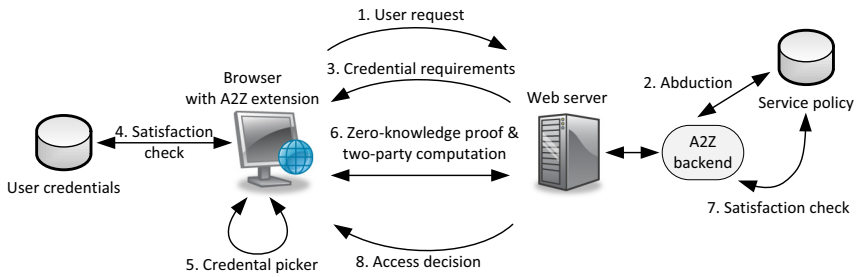 1. User request
3. Credential requirements
Browser
with A2Z extension
Web server
2. Abduction
Service policy
4. Satisfaction
check
6. Zero-knowledge proof &
two-party computation
A2Z
backend
User credentials
7. Satisfaction check
5. Credental picker
8. Access decision